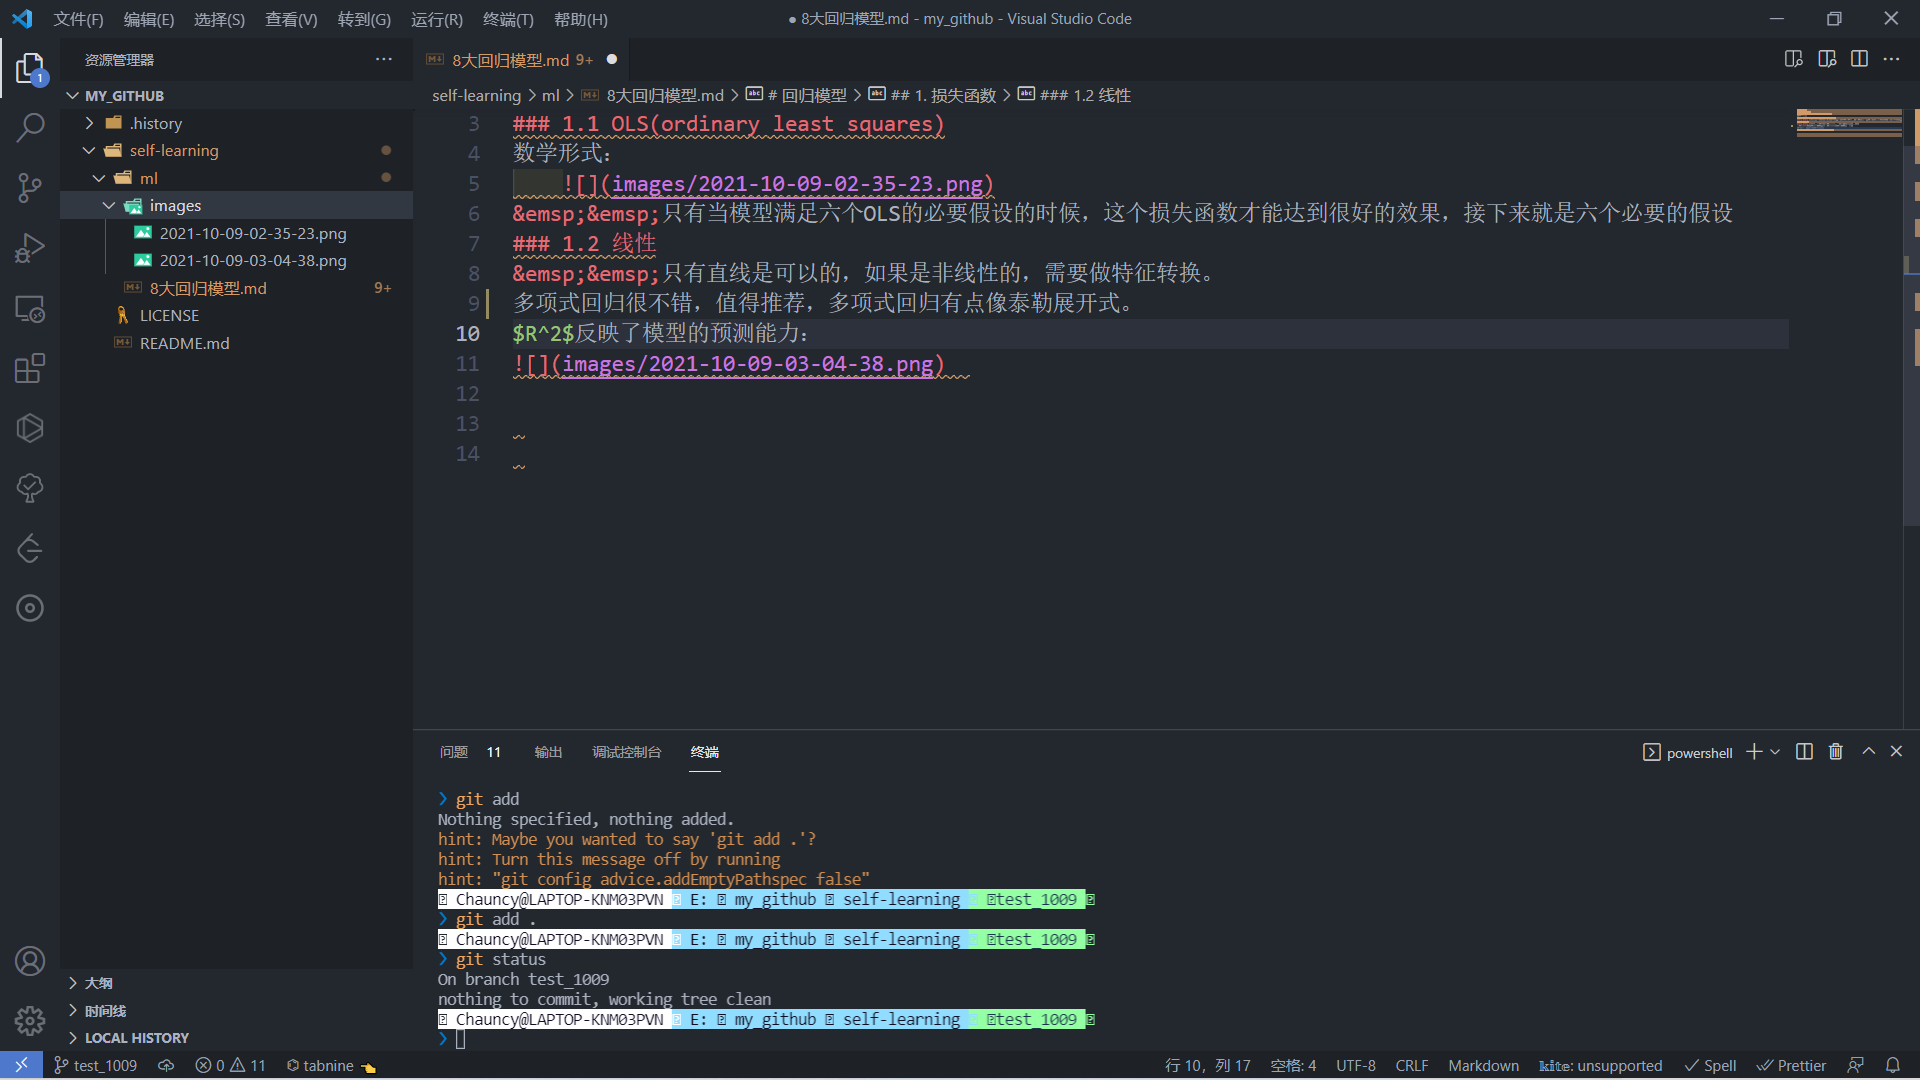 文件(F) 编辑(E) 选择(S) 查看(V) 转到(G) 运行(R) 终端(T) 帮助(H)
● 8大回归模型.md - my_github - Visual Studio Code
资源管理器 ···
MY_GITHUB
.history
self-learning
ml
images
2021-10-09-02-35-23.png
2021-10-09-03-04-38.png
8大回归模型.md 9+
LICENSE
README.md
大纲
时间线
LOCAL HISTORY
1
8大回归模型.md 9+ ●
self-learning > ml > 8大回归模型.md > # 回归模型 > ## 1. 损失函数 > ### 1.2 线性
3 ### 1.1 OLS(ordinary least squares)
4 数学形式：
5 ![](images/2021-10-09-02-35-23.png)
6 &emsp;&emsp;只有当模型满足六个OLS的必要假设的时候，这个损失函数才能达到很好的效果，接下来就是六个必要的假设
7 ### 1.2 线性
8 &emsp;&emsp;只有直线是可以的，如果是非线性的，需要做特征转换。
9 多项式回归很不错，值得推荐，多项式回归有点像泰勒展开式。
10 $R^2$反映了模型的预测能力：
11 ![](images/2021-10-09-03-04-38.png)
12
13
14
问题 11 输出 调试控制台 终端
powershell
❯ git add
Nothing specified, nothing added.
hint: Maybe you wanted to say 'git add .'?
hint: Turn this message off by running
hint: "git config advice.addEmptyPathspec false"
Chauncy@LAPTOP-KNM03PVN E: my_github self-learning test_1009
❯ git add .
Chauncy@LAPTOP-KNM03PVN E: my_github self-learning test_1009
❯ git status
On branch test_1009
nothing to commit, working tree clean
Chauncy@LAPTOP-KNM03PVN E: my_github self-learning test_1009
❯
test_1009 0 11 tabnine
行 10，列 17 空格: 4 UTF-8 CRLF Markdown kite: unsupported Spell Prettier